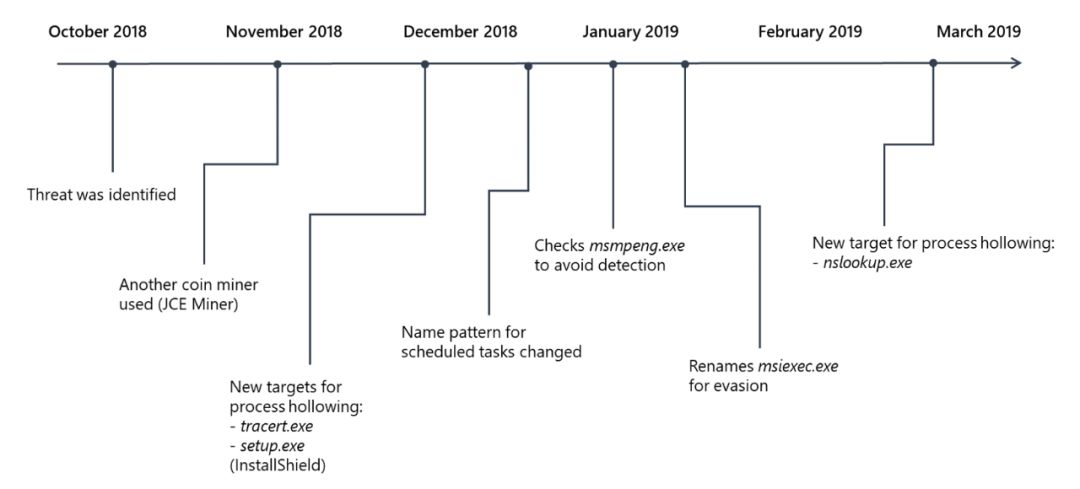 October 2018
November 2018
December 2018
January 2019
February 2019
March 2019
Threat was identified
Another coin miner
used (JCE Miner)
New targets for
process hollowing:
- tracert.exe
- setup.exe
(InstallShield)
Name pattern for
scheduled tasks changed
Checks msmpeng.exe
to avoid detection
Renames msiexec.exe
for evasion
New target for process hollowing:
- nslookup.exe